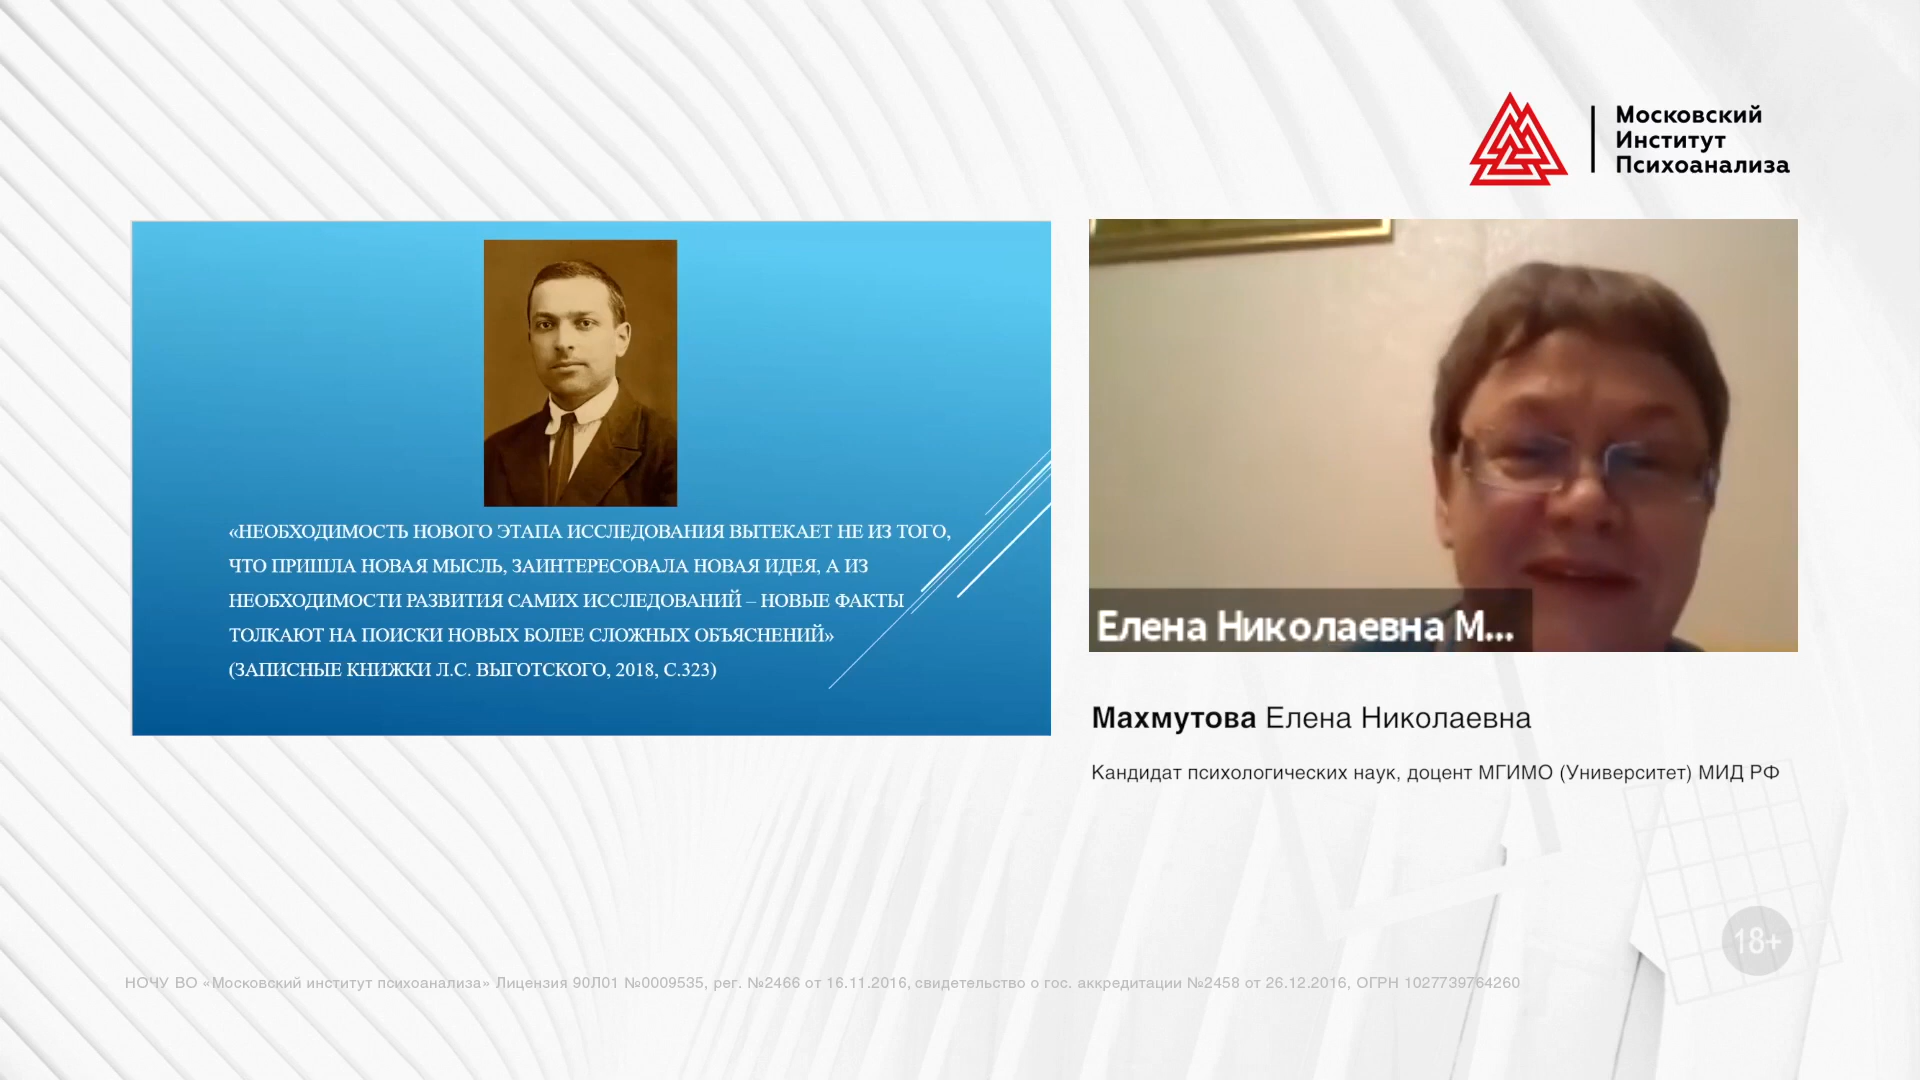 Московский
Институт
Психоанализа
«НЕОБХОДИМОСТЬ НОВОГО ЭТАПА ИССЛЕДОВАНИЯ ВЫТЕКАЕТ НЕ ИЗ ТОГО,
ЧТО ПРИШЛА НОВАЯ МЫСЛЬ, ЗАИНТЕРЕСОВАЛА НОВАЯ ИДЕЯ, А ИЗ
НЕОБХОДИМОСТИ РАЗВИТИЯ САМИХ ИССЛЕДОВАНИЙ – НОВЫЕ ФАКТЫ
ТОЛКАЮТ НА ПОИСКИ НОВЫХ БОЛЕЕ СЛОЖНЫХ ОБЪЯСНЕНИЙ»
(ЗАПИСНЫЕ КНИЖКИ Л.С. ВЫГОТСКОГО, 2018, С.323)
Елена Николаевна М...
Махмутова Елена Николаевна
Кандидат психологических наук, доцент МГИМО (Университет) МИД РФ
18+
НОЧУ ВО «Московский институт психоанализа» Лицензия 90Л01 №0009535, рег. №2466 от 16.11.2016, свидетельство о гос. аккредитации №2458 от 26.12.2016, ОГРН 1027739764260